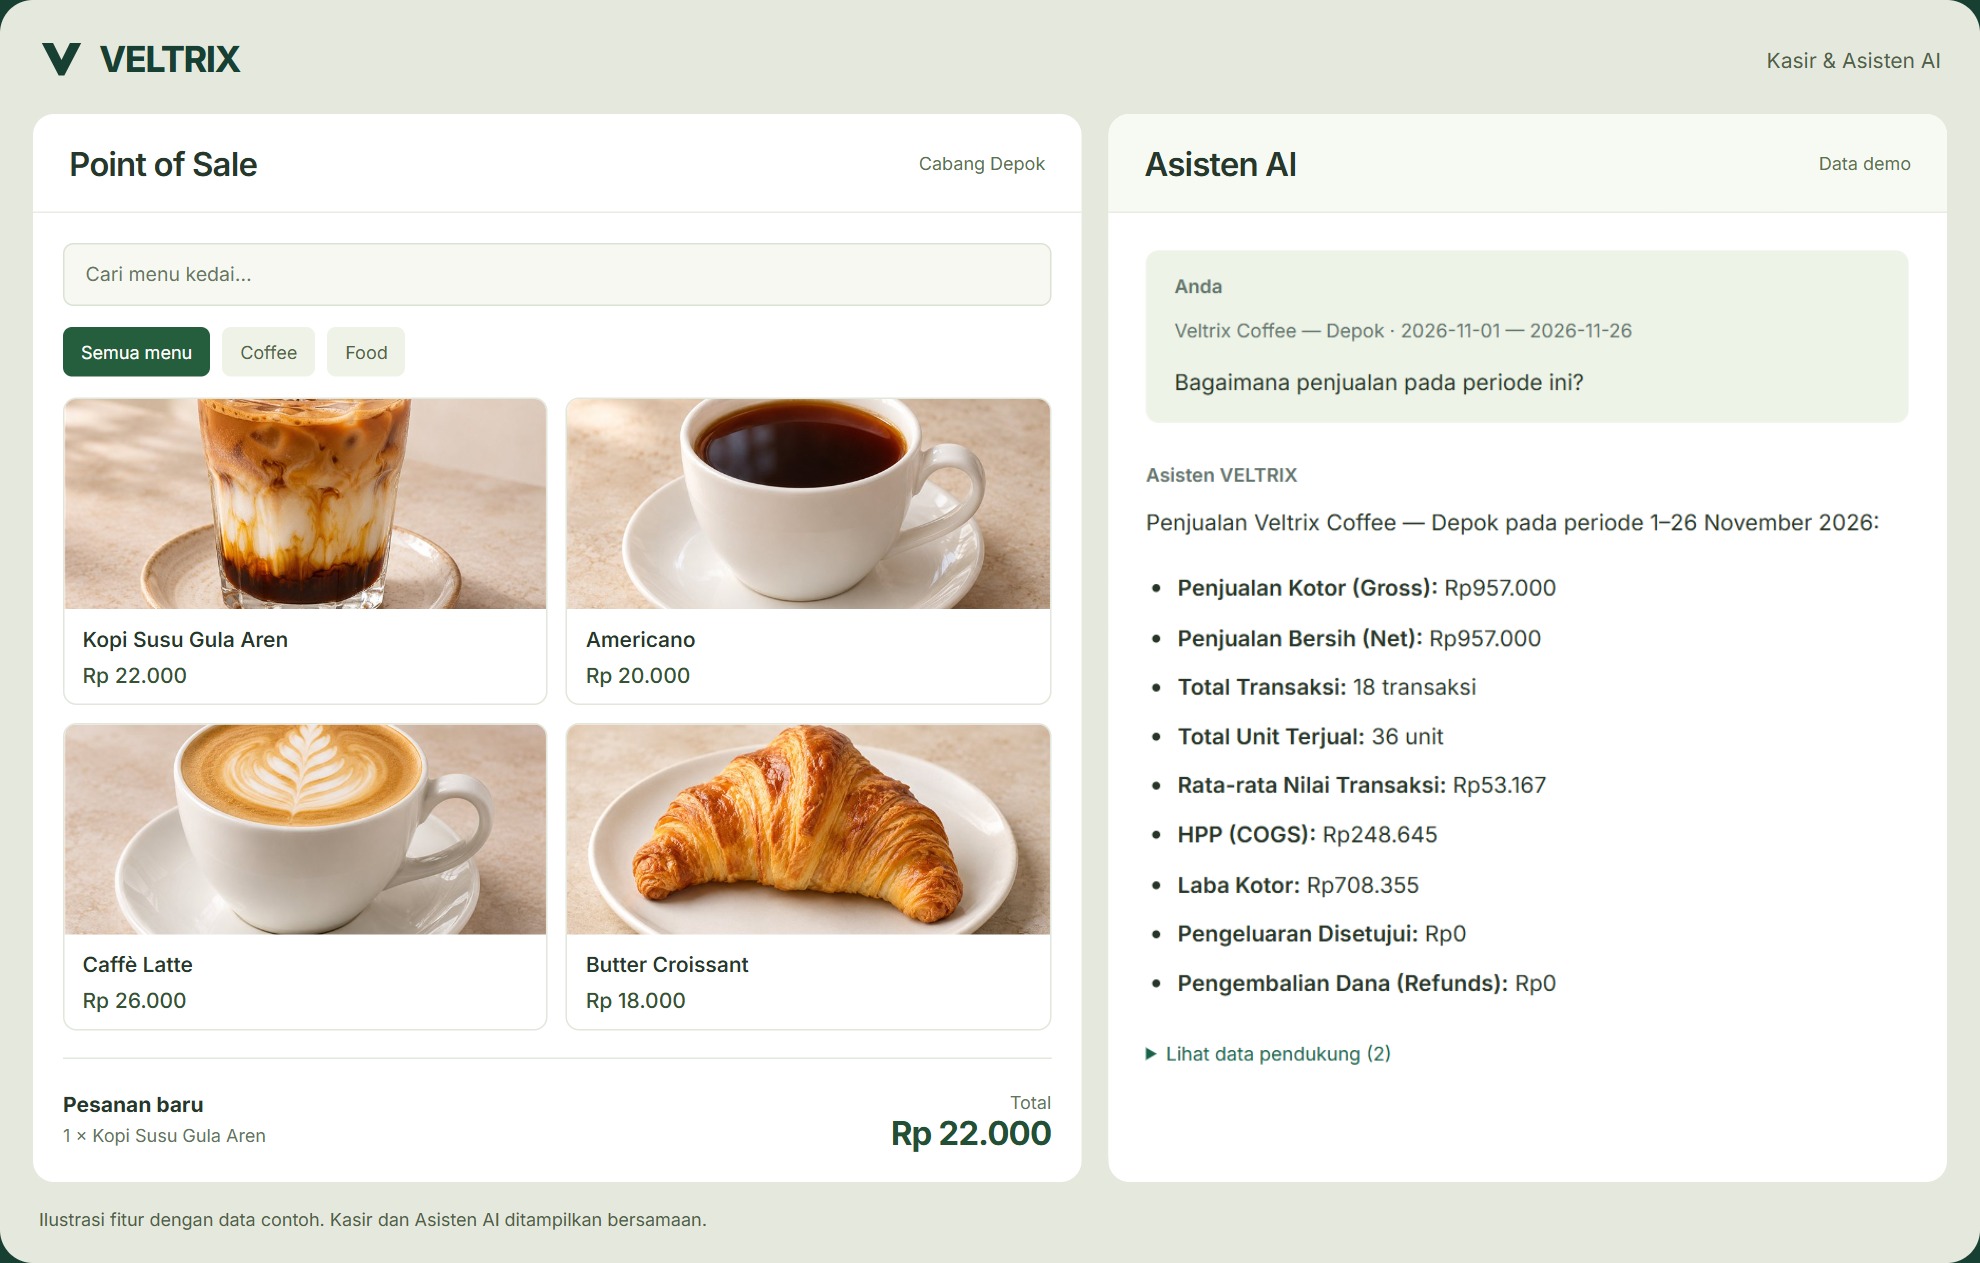 VELTRIX
Kasir & Asisten AI
Point of Sale
Cabang Depok
Cari menu kedai...
Semua menu
Coffee
Food
Kopi Susu Gula Aren
Rp 22.000
Americano
Rp 20.000
Caffè Latte
Rp 26.000
Butter Croissant
Rp 18.000
Pesanan baru
1 × Kopi Susu Gula Aren
Total
Rp 22.000
Asisten AI
Data demo
Anda
Veltrix Coffee — Depok · 2026-11-01 — 2026-11-26
Bagaimana penjualan pada periode ini?
Asisten VELTRIX
Penjualan Veltrix Coffee — Depok pada periode 1–26 November 2026:
• Penjualan Kotor (Gross): Rp957.000
• Penjualan Bersih (Net): Rp957.000
• Total Transaksi: 18 transaksi
• Total Unit Terjual: 36 unit
• Rata-rata Nilai Transaksi: Rp53.167
• HPP (COGS): Rp248.645
• Laba Kotor: Rp708.355
• Pengeluaran Disetujui: Rp0
• Pengembalian Dana (Refunds): Rp0
▶ Lihat data pendukung (2)
Ilustrasi fitur dengan data contoh. Kasir dan Asisten AI ditampilkan bersamaan.